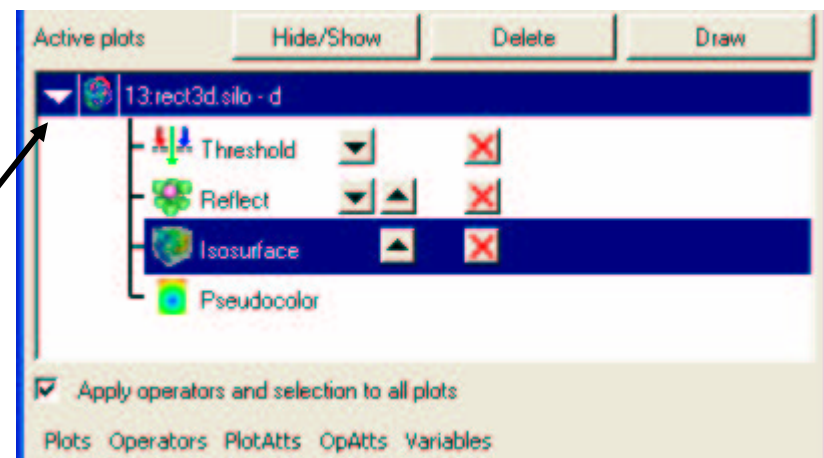 Active plots Hide/Show Delete Draw
13:rect3d.silo - d
Threshold
Reflect
Isosurface
Pseudocolor
Apply operators and selection to all plots
Plots Operators PlotAtts OpAtts Variables